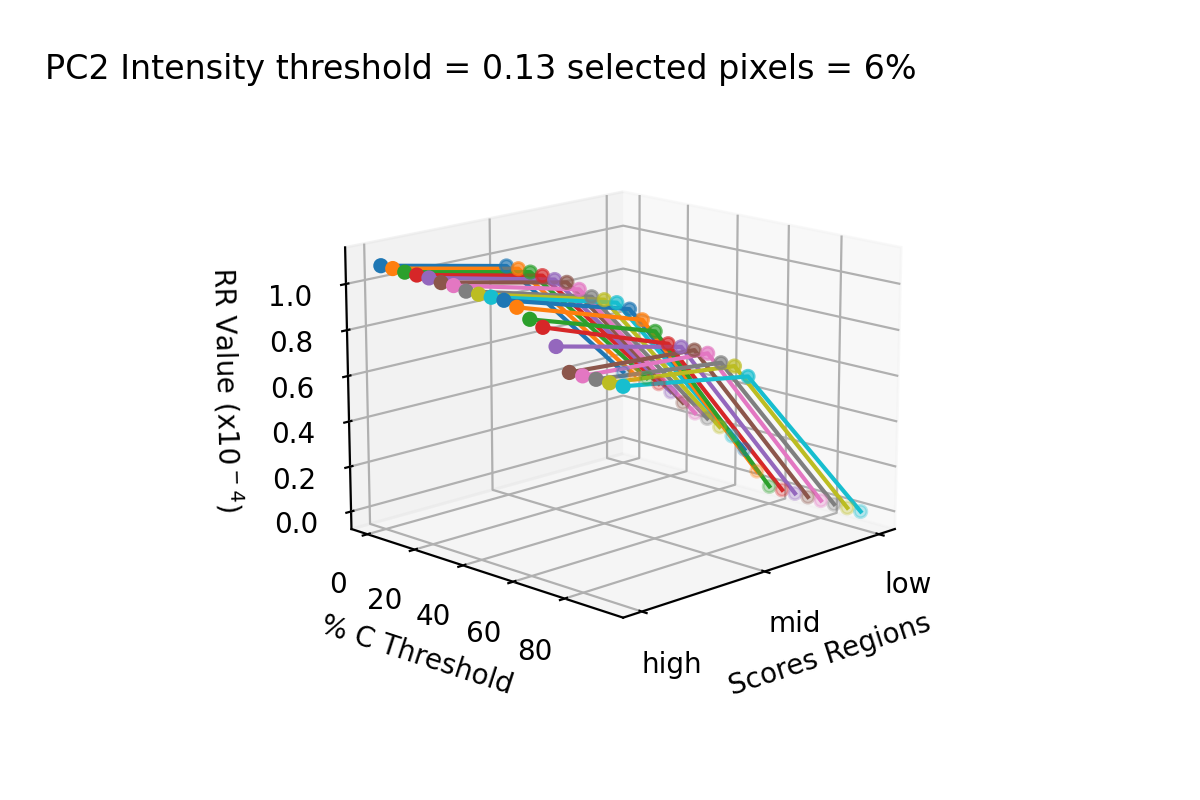 PC2 Intensity threshold = 0.13 selected pixels = 6%
RR Value (x10⁻⁴)
1.0
0.8
0.6
0.4
0.2
0.0
0
20
40
60
80
% C Threshold
high
mid
low
Scores Regions